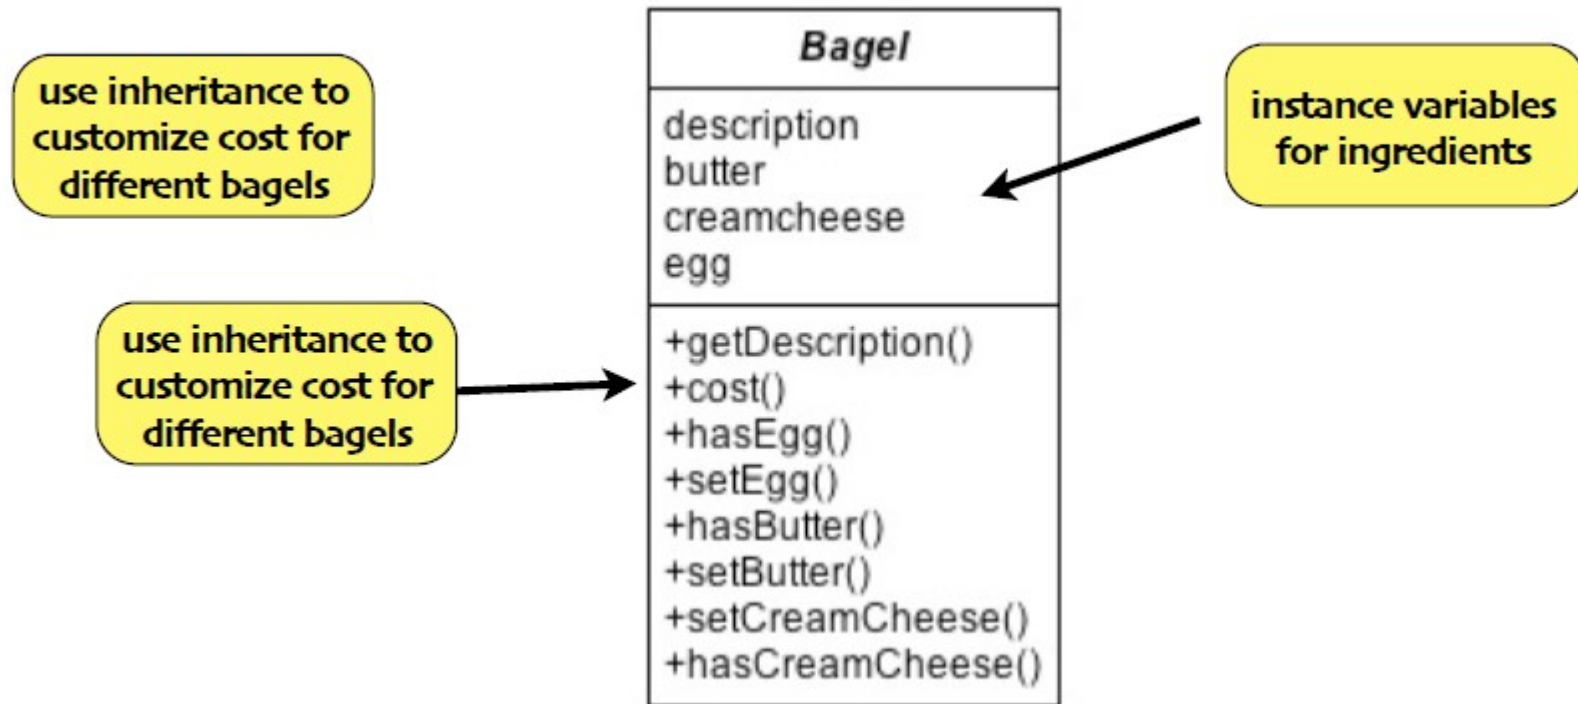 Bagel
use inheritance to
customize cost for
different bagels
description
butter
creamcheese
egg
instance variables
for ingredients
use inheritance to
customize cost for
different bagels
+getDescription()
+cost()
+hasEgg()
+setEgg()
+hasButter()
+setButter()
+setCreamCheese()
+hasCreamCheese()